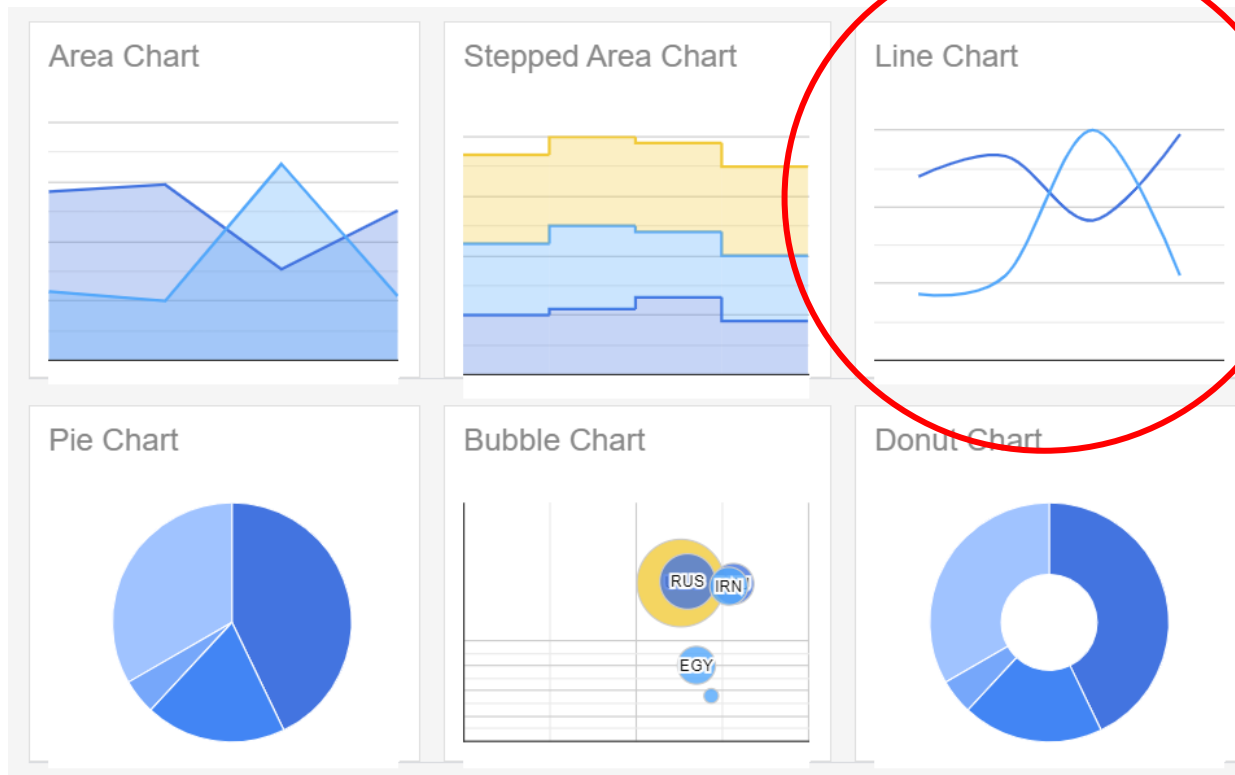 Area Chart
Stepped Area Chart
Line Chart
Pie Chart
Bubble Chart
Donut Chart
RUS
IRN
EGY